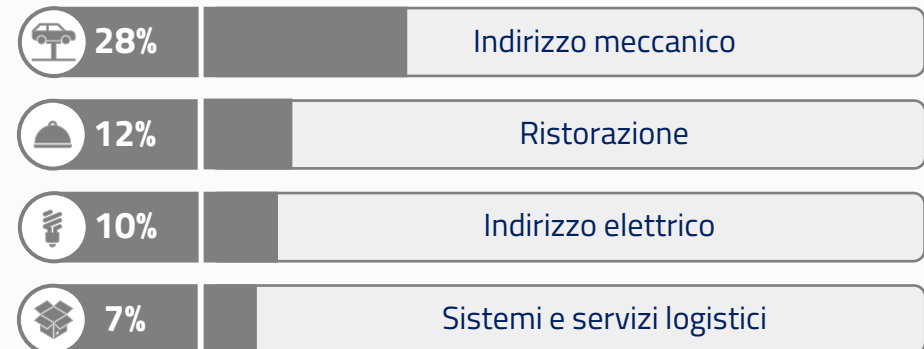 28% Indirizzo meccanico
12% Ristorazione
10% Indirizzo elettrico
7% Sistemi e servizi logistici